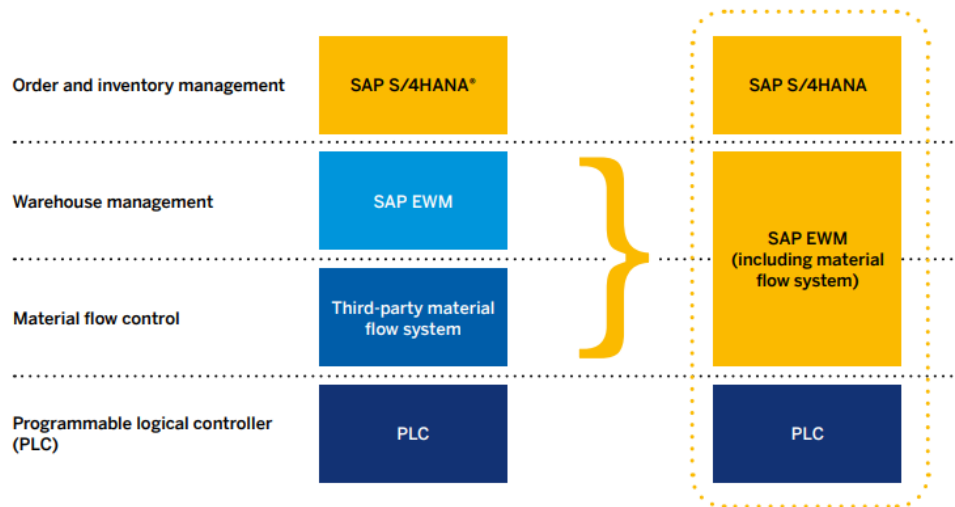 Order and inventory management
SAP S/4HANA®
SAP S/4HANA
Warehouse management
SAP EWM
SAP EWM
(including material
flow system)
Material flow control
Third-party material
flow system
Programmable logical controller
(PLC)
PLC
PLC